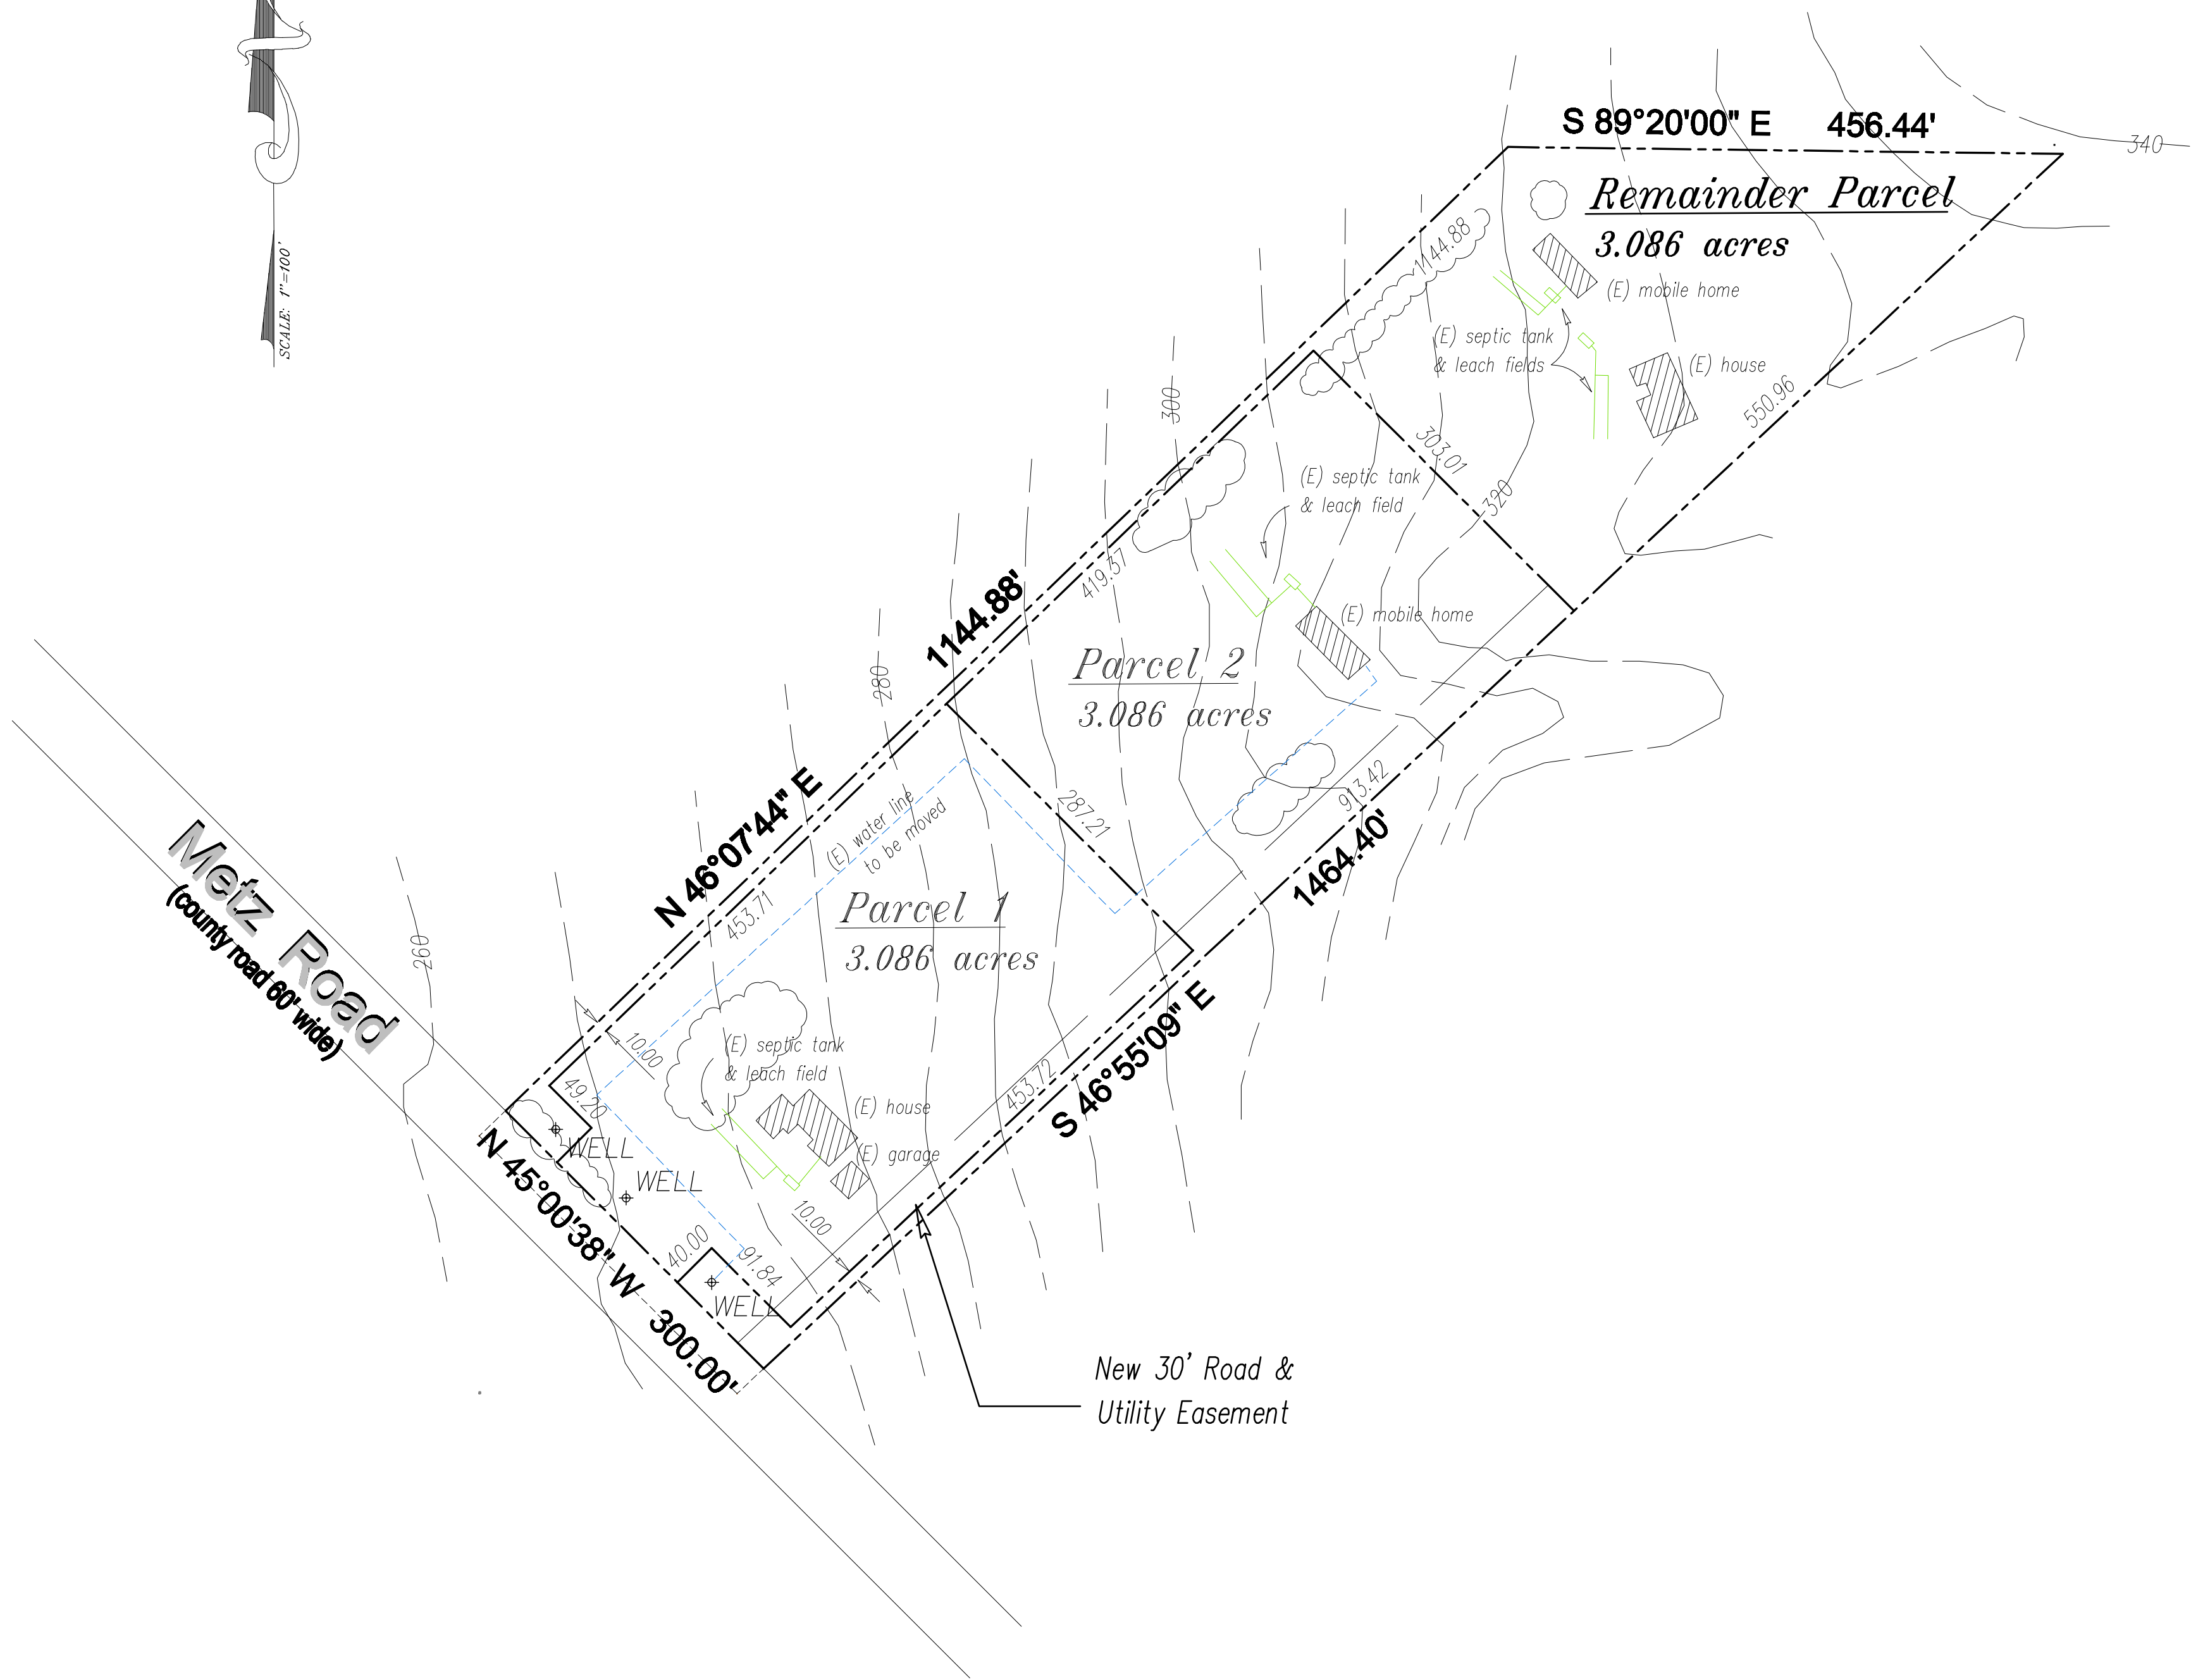 SCALE: 1"=100'
S 89°20'00" E 456.44'
340
Remainder Parcel
3.086 acres
(E) mobile home
1144.88
(E) septic tank
& leach fields
(E) house
550.96
300
303.01
320
(E) septic tank
& leach field
419.37
1144.88'
(E) mobile home
Parcel 2
3.086 acres
280
N 46°07'44" E
287.21
913.42
1464.40'
(E) water line
to be moved
453.71
Parcel 1
3.086 acres
Metz Road
(county road 60' wide)
260
10.00
(E) septic tank
& leach field
49.20
WELL
WELL
(E) house
(E) garage
453.72
S 46°55'09" E
N 45°00'38" W 300.00'
40.00
91.84
10.00
WELL
New 30' Road &
Utility Easement